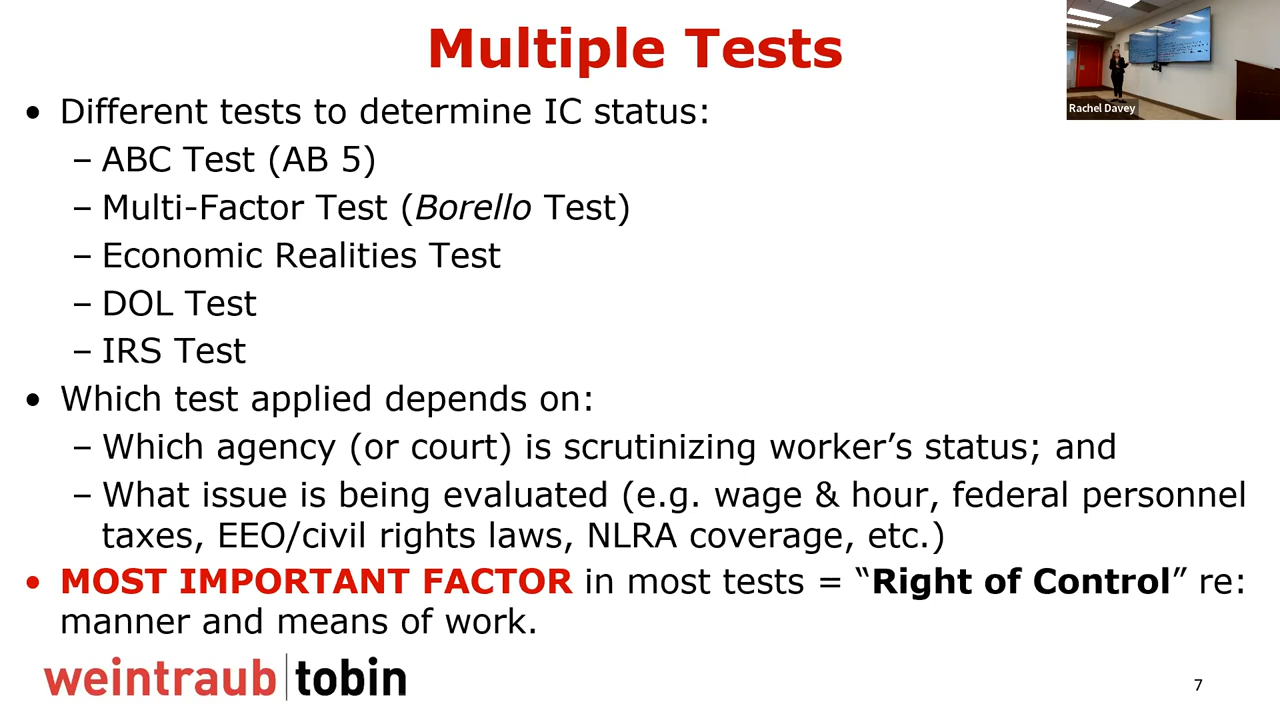 Multiple Tests
Rachel Davey
• Different tests to determine IC status:
– ABC Test (AB 5)
– Multi-Factor Test (Borello Test)
– Economic Realities Test
– DOL Test
– IRS Test
• Which test applied depends on:
– Which agency (or court) is scrutinizing worker’s status; and
– What issue is being evaluated (e.g. wage & hour, federal personnel
taxes, EEO/civil rights laws, NLRA coverage, etc.)
• MOST IMPORTANT FACTOR in most tests = “Right of Control” re:
manner and means of work.
weintraub|tobin
7